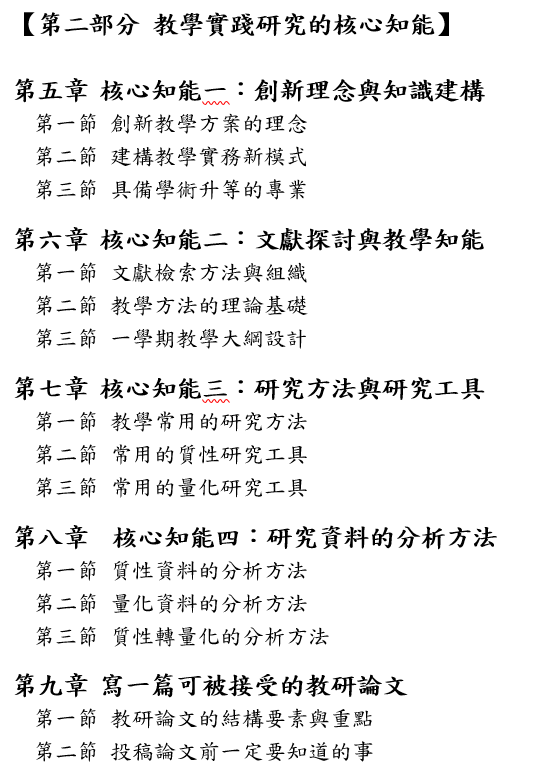 【第二部分 教學實踐研究的核心知能】
第五章 核心知能一：創新理念與知識建構
第一節 創新教學方案的理念
第二節 建構教學實務新模式
第三節 具備學術升等的專業
第六章 核心知能二：文獻探討與教學知能
第一節 文獻檢索方法與組織
第二節 教學方法的理論基礎
第三節 一學期教學大綱設計
第七章 核心知能三：研究方法與研究工具
第一節 教學常用的研究方法
第二節 常用的質性研究工具
第三節 常用的量化研究工具
第八章 核心知能四：研究資料的分析方法
第一節 質性資料的分析方法
第二節 量化資料的分析方法
第三節 質性轉量化的分析方法
第九章 寫一篇可被接受的教研論文
第一節 教研論文的結構要素與重點
第二節 投稿論文前一定要知道的事